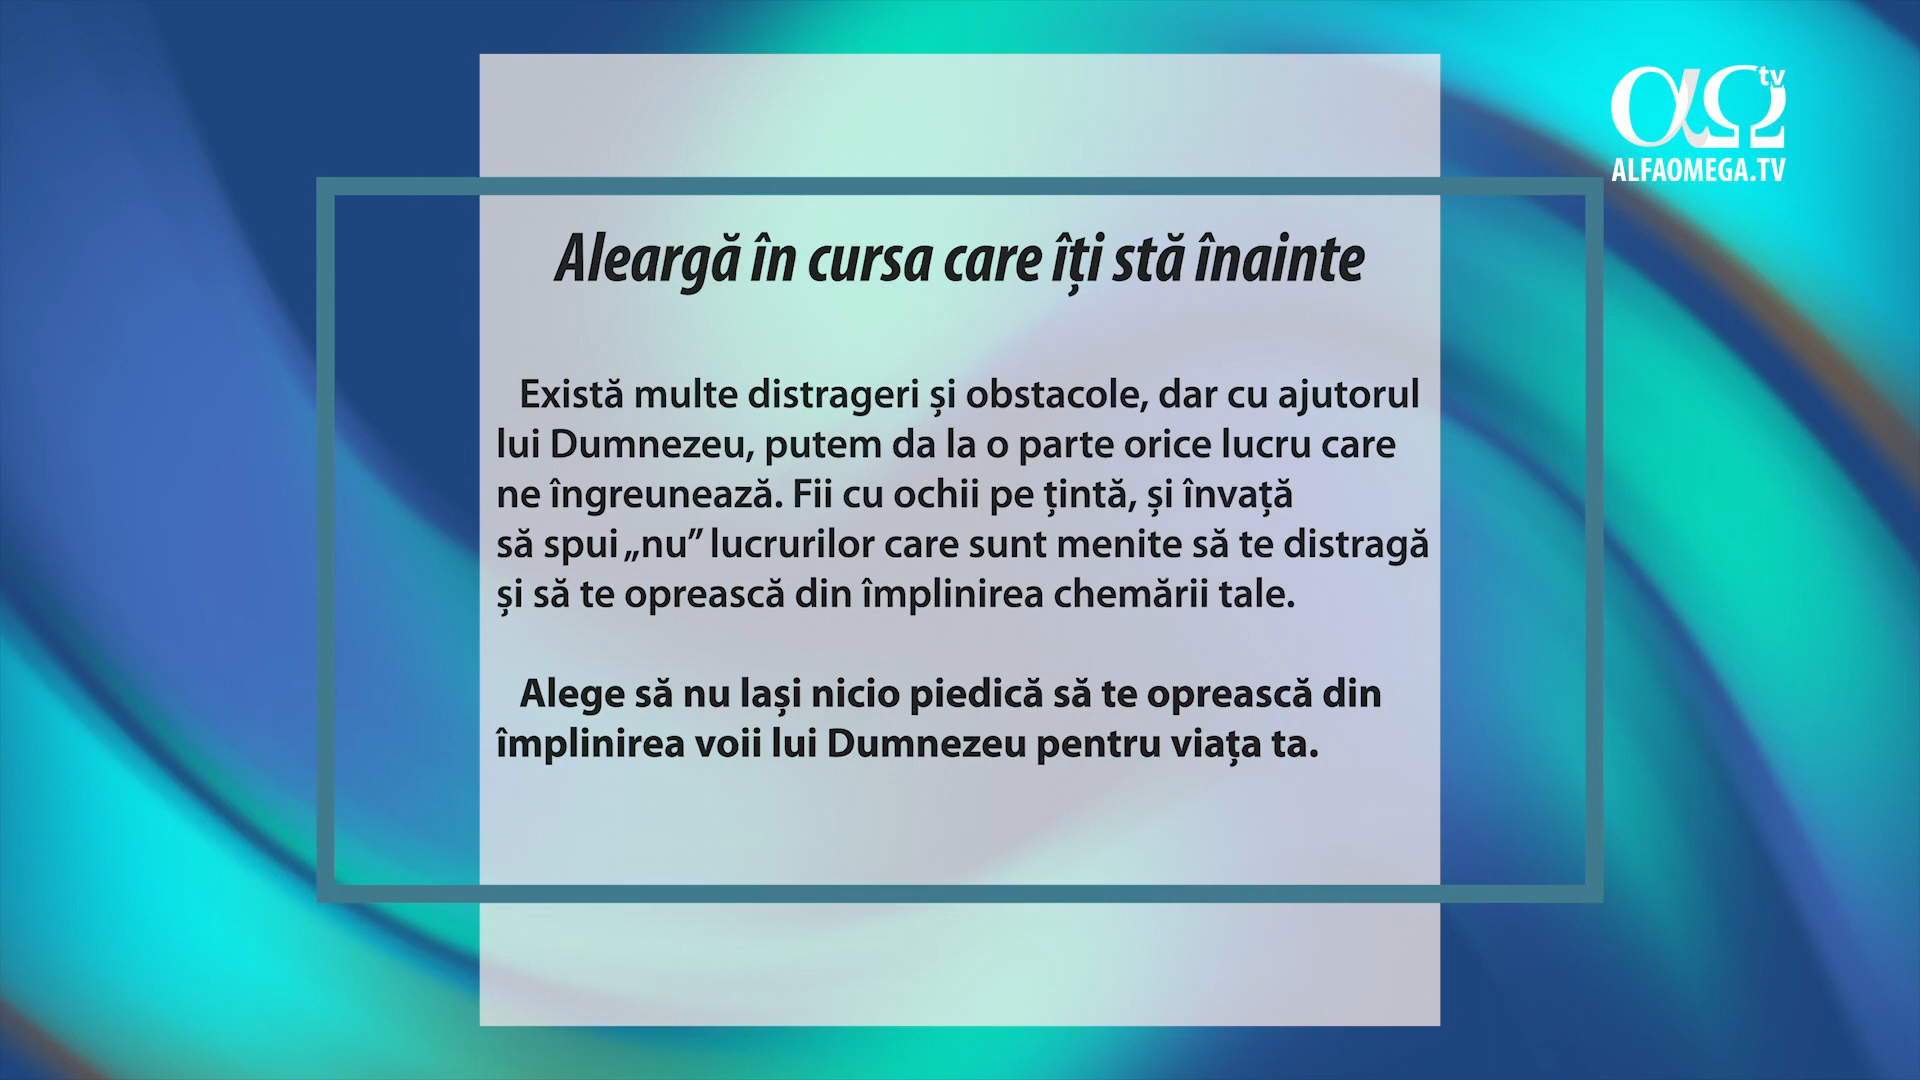 αΩ tv
ALFAOMEGA.TV
Aleargă în cursa care îți stă înainte
Există multe distrageri și obstacole, dar cu ajutorul
lui Dumnezeu, putem da la o parte orice lucru care
ne îngreunează. Fii cu ochii pe țintă, și învață
să spui „nu” lucrurilor care sunt menite să te distragă
și să te oprească din împlinirea chemării tale.
Alege să nu lași nicio piedică să te oprească din
împlinirea voii lui Dumnezeu pentru viața ta.